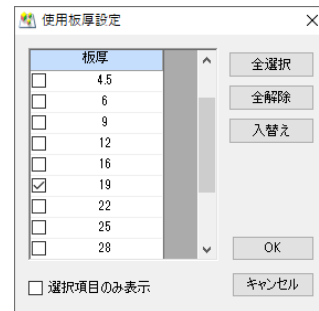 使用板厚設定
板厚
4.5
6
9
12
16
19
22
25
28
全選択
全解除
入替え
OK
キャンセル
選択項目のみ表示